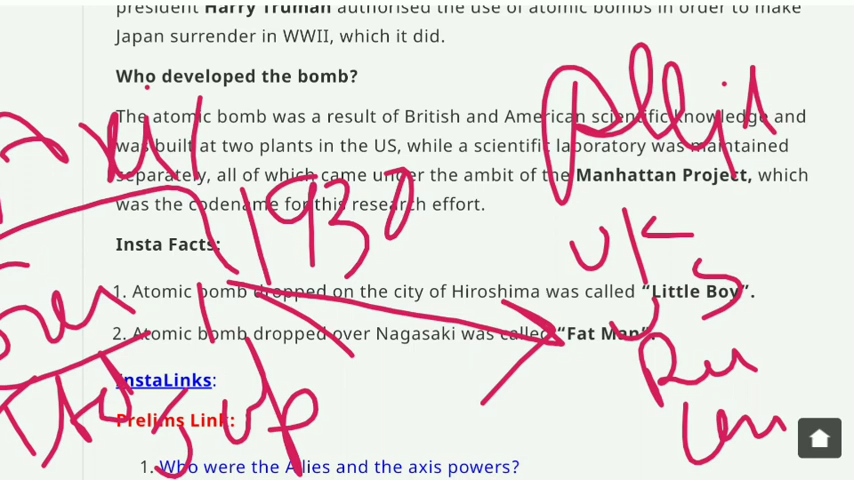 president Harry Truman authorised the use of atomic bombs in order to make
Japan surrender in WWII, which it did.
Who developed the bomb?
The atomic bomb was a result of British and American scientific knowledge and
was built at two plants in the US, while a scientific laboratory was maintained
separately, all of which came under the ambit of the Manhattan Project, which
was the codename for this research effort.
Insta Facts:
1. Atomic bomb dropped on the city of Hiroshima was called “Little Boy”.
2. Atomic bomb dropped over Nagasaki was called “Fat Man”.
InstaLinks:
Prelims Link:
1. Who were the Allies and the axis powers?
1930
UK
US
Jap